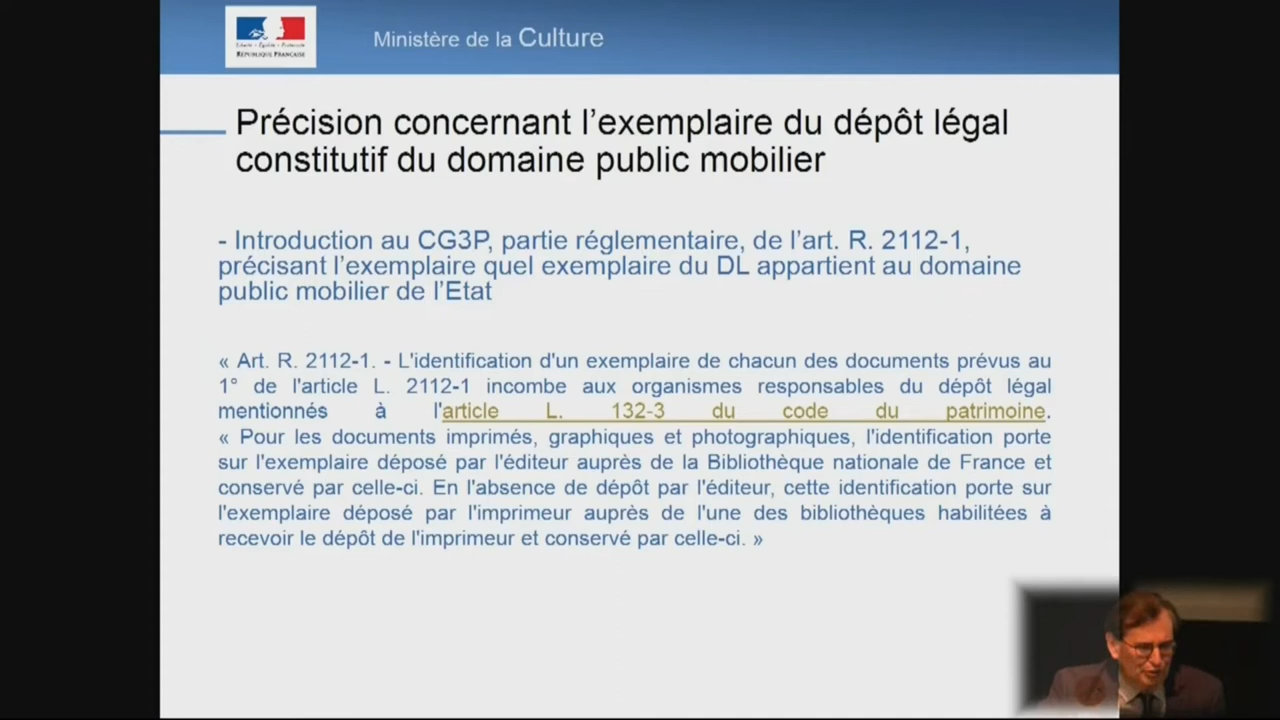 Liberté • Égalité • Fraternité
RÉPUBLIQUE FRANÇAISE
Ministère de la Culture
Précision concernant l’exemplaire du dépôt légal
constitutif du domaine public mobilier
- Introduction au CG3P, partie réglementaire, de l’art. R. 2112-1,
précisant l’exemplaire quel exemplaire du DL appartient au domaine
public mobilier de l’Etat
« Art. R. 2112-1. - L'identification d'un exemplaire de chacun des documents prévus au
1° de l'article L. 2112-1 incombe aux organismes responsables du dépôt légal
mentionnés à l'article L. 132-3 du code du patrimoine.
« Pour les documents imprimés, graphiques et photographiques, l'identification porte
sur l'exemplaire déposé par l'éditeur auprès de la Bibliothèque nationale de France et
conservé par celle-ci. En l'absence de dépôt par l'éditeur, cette identification porte sur
l'exemplaire déposé par l'imprimeur auprès de l'une des bibliothèques habilitées à
recevoir le dépôt de l'imprimeur et conservé par celle-ci. »